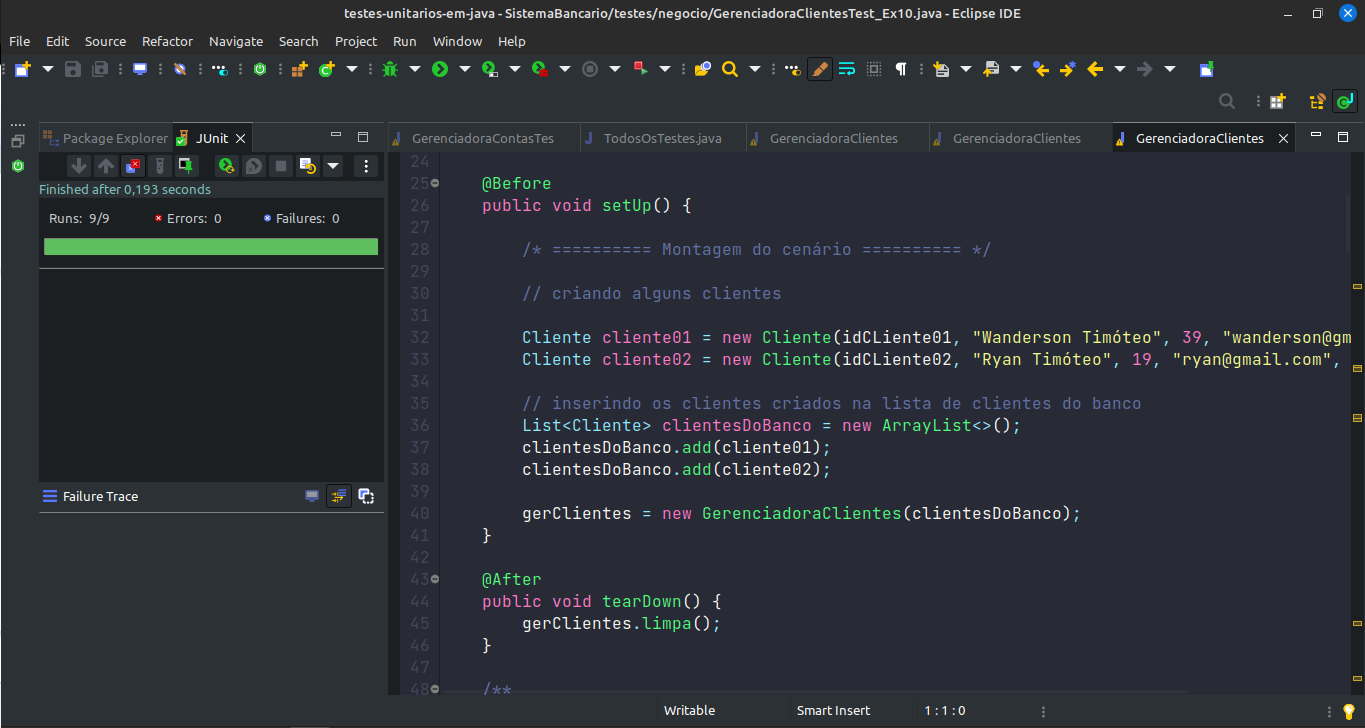 testes-unitarios-em-java - SistemaBancario/testes/negocio/GerenciadoraClientesTest_Ex10.java - Eclipse IDE
File Edit Source Refactor Navigate Search Project Run Window Help
Package Explorer JUnit
GerenciadoraContasTes TodosOsTestes.java GerenciadoraClientes GerenciadoraClientes GerenciadoraClientes
Finished after 0,193 seconds
Runs: 9/9 Errors: 0 Failures: 0
Failure Trace
24
25 @Before
26 public void setUp() {
27
28 /* ========== Montagem do cenário ========== */
29
30 // criando alguns clientes
31
32 Cliente cliente01 = new Cliente(idCLiente01, "Wanderson Timóteo", 39, "wanderson@gm
33 Cliente cliente02 = new Cliente(idCLiente02, "Ryan Timóteo", 19, "ryan@gmail.com",
34
35 // inserindo os clientes criados na lista de clientes do banco
36 List<Cliente> clientesDoBanco = new ArrayList<>();
37 clientesDoBanco.add(cliente01);
38 clientesDoBanco.add(cliente02);
39
40 gerClientes = new GerenciadoraClientes(clientesDoBanco);
41 }
42
43 @After
44 public void tearDown() {
45 gerClientes.limpa();
46 }
47
48 /**
Writable Smart Insert 1 : 1 : 0